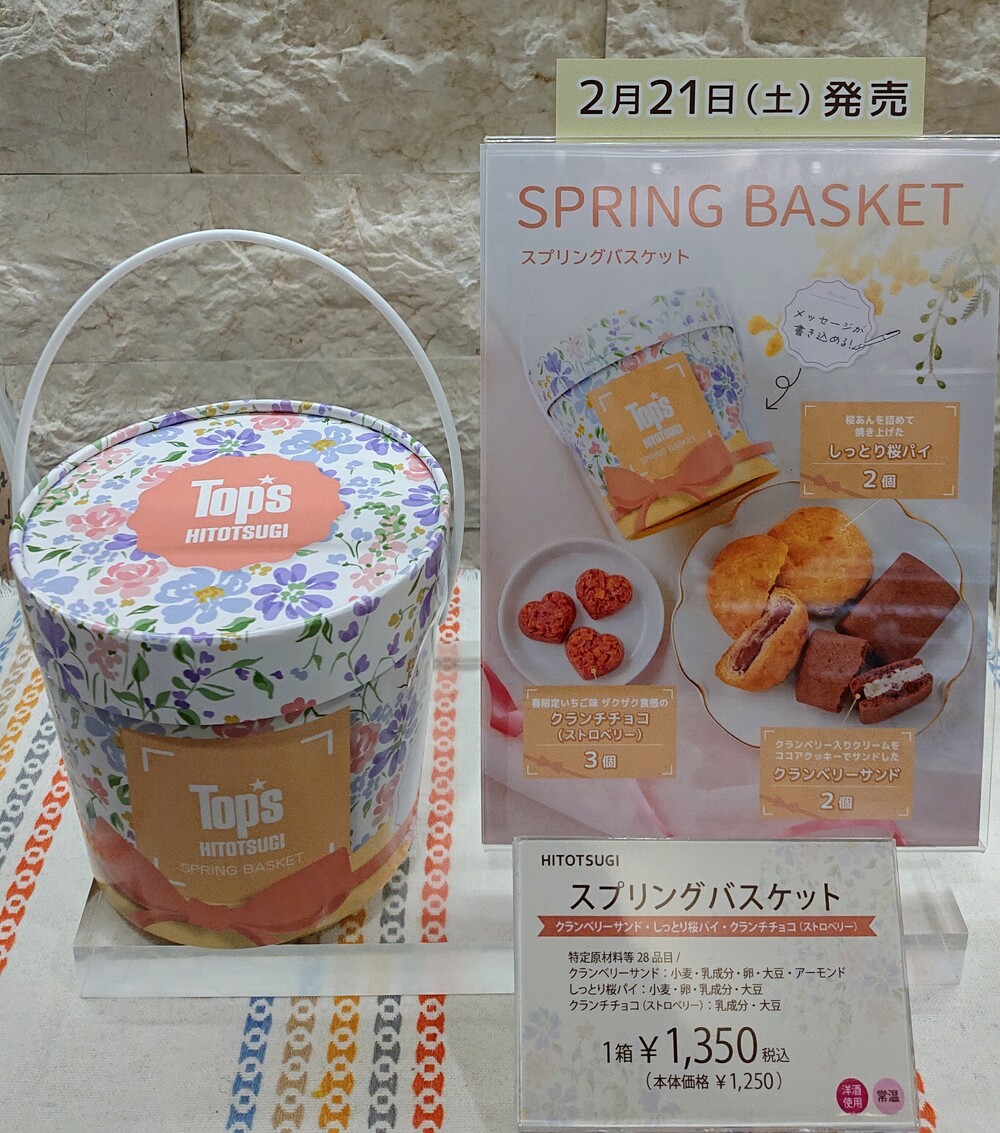 2月21日(土)発売
SPRING BASKET
スプリングバスケット
メッセージが
書き込める!
Top's
HITOTSUGI
SPRING BASKET
桜あんを詰めて
焼き上げた
しっとり桜パイ
2個
春限定いちご味 ザクザク食感の
クランチチョコ
(ストロベリー)
3個
クランベリー入りクリームを
ココアクッキーでサンドした
クランベリーサンド
2個
Top's
HITOTSUGI
Top's
HITOTSUGI
SPRING BASKET
HITOTSUGI
スプリングバスケット
クランベリーサンド・しっとり桜パイ・クランチチョコ(ストロベリー)
特定原材料等28品目/
クランベリーサンド:小麦・乳成分・卵・大豆・アーモンド
しっとり桜パイ:小麦・卵・乳成分・大豆
クランチチョコ(ストロベリー):乳成分・大豆
1箱¥1,350税込
(本体価格 ¥1,250)
洋酒
使用
常温